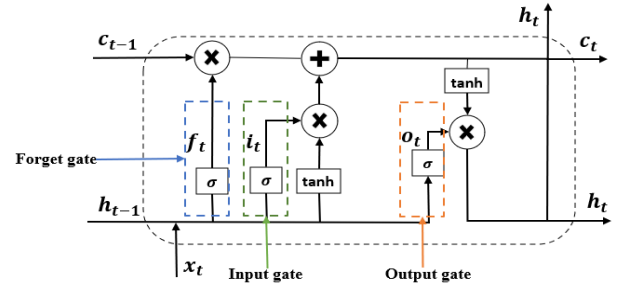 h_t
c_{t-1}
×
+
c_t
tanh
f_t
i_t
×
o_t
×
Forget gate
σ
σ
tanh
σ
h_{t-1}
h_t
x_t
Input gate
Output gate